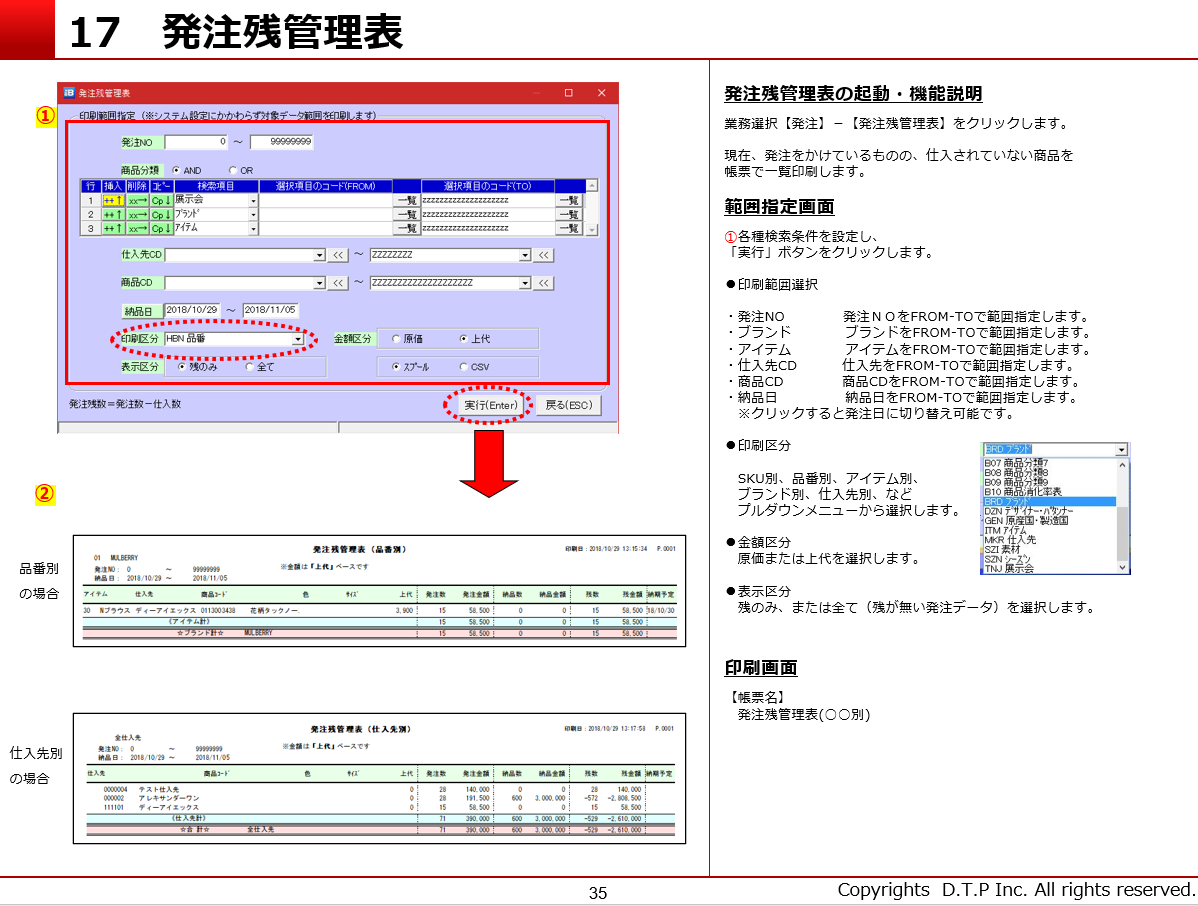 17　発注残管理表
①
発注残管理表
印刷範囲指定（※システム設定にかかわらず対象データ範囲を印刷します）
発注NO 0 ～ 99999999
商品分類 AND OR
行 挿入 削除 ｺﾋﾟｰ 検索項目 選択項目のコード(FROM) 選択項目のコード(TO)
1 ++↑ xx→ Cp↓ 展示会 一覧 zzzzzzzzzzzzzzzzzzzz 一覧
2 ++↑ xx→ Cp↓ ﾌﾞﾗﾝﾄﾞ 一覧 zzzzzzzzzzzzzzzzzzzz 一覧
3 ++↑ xx→ Cp↓ ｱｲﾃﾑ 一覧 zzzzzzzzzzzzzzzzzzzz 一覧
仕入先CD << ～ ZZZZZZZZ <<
商品CD << ～ ZZZZZZZZZZZZZZZZZZZZ <<
納品日 2018/10/29 ～ 2018/11/05
印刷区分 HBN 品番 金額区分 原価 上代
表示区分 残のみ 全て ｽﾌﾟｰﾙ CSV
発注残数＝発注数－仕入数
実行(Enter) 戻る(ESC)
②
品番別
の場合
発注残管理表（品番別） 印刷日：2018/10/29 13:15:34 P.0001
01 MULBERRY
※金額は「上代」ベースです
発注NO： 0 ～ 99999999
納品日： 2018/10/29 ～ 2018/11/05
アイテム 仕入先 商品ｺｰﾄﾞ 色 ｻｲｽﾞ 上代 発注数 発注金額 納品数 納品金額 残数 残金額 納期予定
30 Nブラウス ディーアイエックス 0113003438 花柄タックノー. 3,900 15 58,500 0 0 15 58,500 18/10/30
（アイテム計） 15 58,500 0 0 15 58,500
☆ブランド計☆ MULBERRY 15 58,500 0 0 15 58,500
仕入先別
の場合
発注残管理表（仕入先別） 印刷日：2018/10/29 13:17:58 P.0001
全仕入先
※金額は「上代」ベースです
発注NO： 0 ～ 99999999
納品日： 2018/10/29 ～ 2018/11/05
仕入先 商品ｺｰﾄﾞ 色 ｻｲｽﾞ 上代 発注数 発注金額 納品数 納品金額 残数 残金額 納期予定
0000004 テスト仕入先 0 28 140,000 0 0 28 140,000
000002 アレキサンダーワン 0 28 191,500 600 3,000,000 -572 -2,808,500
111101 ディーアイエックス 0 15 58,500 0 0 15 58,500
（仕入先計） 71 390,000 600 3,000,000 -529 -2,610,000
☆合 計☆ 全仕入先 71 390,000 600 3,000,000 -529 -2,610,000
発注残管理表の起動・機能説明
業務選択【発注】－【発注残管理表】をクリックします。
現在、発注をかけているものの、仕入されていない商品を
帳票で一覧印刷します。
範囲指定画面
①各種検索条件を設定し、
「実行」ボタンをクリックします。
●印刷範囲選択
・発注NO　発注ＮＯをFROM-TOで範囲指定します。
・ブランド　ブランドをFROM-TOで範囲指定します。
・アイテム　アイテムをFROM-TOで範囲指定します。
・仕入先CD　仕入先をFROM-TOで範囲指定します。
・商品CD　商品CDをFROM-TOで範囲指定します。
・納品日　納品日をFROM-TOで範囲指定します。
※クリックすると発注日に切り替え可能です。
●印刷区分
SKU別、品番別、アイテム別、
ブランド別、仕入先別、など
プルダウンメニューから選択します。
BRD ﾌﾞﾗﾝﾄﾞ
B07 商品分類7
B08 商品分類8
B09 商品分類9
B10 商品消化率表
BRD ﾌﾞﾗﾝﾄﾞ
DZN ﾃﾞｻﾞｲﾅｰ・ﾊﾟﾀﾝﾅｰ
GEN 原産国・製造国
ITM ｱｲﾃﾑ
MKR 仕入先
SZI 素材
SZN ｼｰｽﾞﾝ
TNJ 展示会
●金額区分
原価または上代を選択します。
●表示区分
残のみ、または全て（残が無い発注データ）を選択します。
印刷画面
【帳票名】
発注残管理表(○○別)
35
Copyrights D.T.P Inc. All rights reserved.